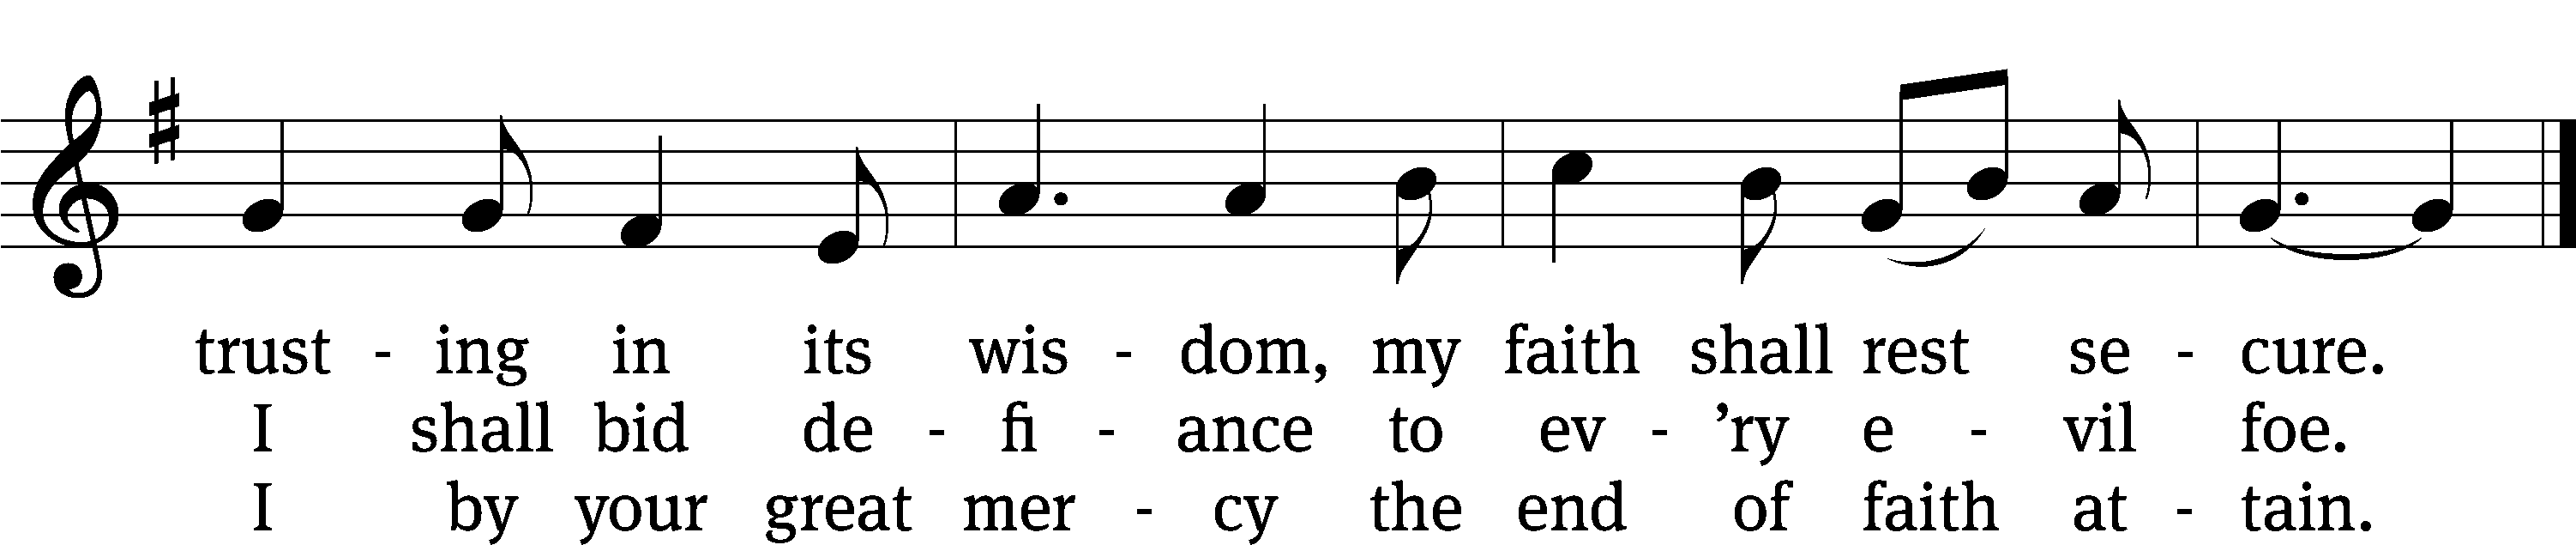 trust - ing in its wis - dom, my faith shall rest se - cure.
I shall bid de - fi - ance to ev - ’ry e - vil foe.
I by your great mer - cy the end of faith at - tain.